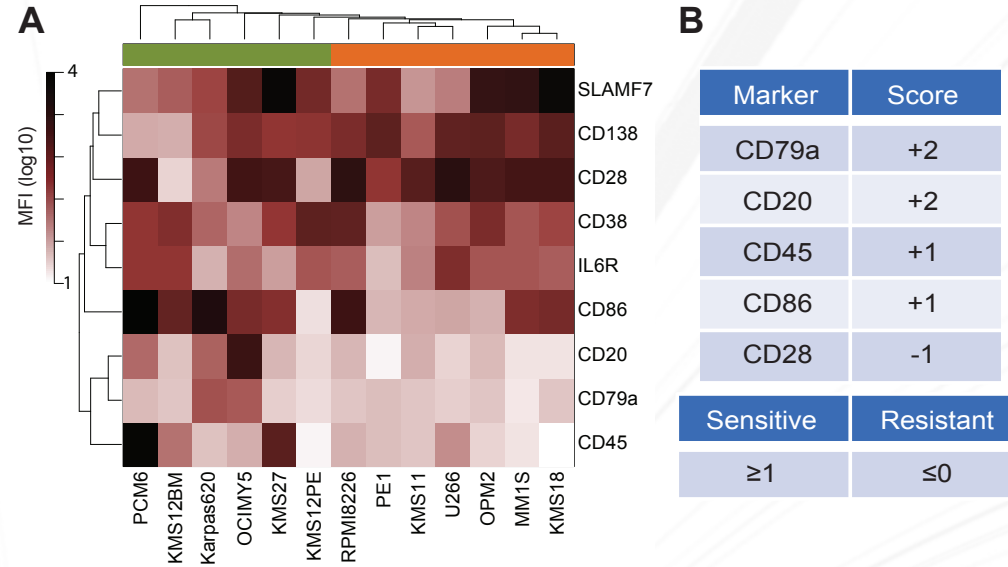 A
4
MFI (log10)
1
SLAMF7
CD138
CD28
CD38
IL6R
CD86
CD20
CD79a
CD45
PCM6
KMS12BM
Karpas620
OCIMY5
KMS27
KMS12PE
RPMI8226
PE1
KMS11
U266
OPM2
MM1S
KMS18
B
Marker Score
CD79a +2
CD20 +2
CD45 +1
CD86 +1
CD28 -1
Sensitive Resistant
≥1 ≤0